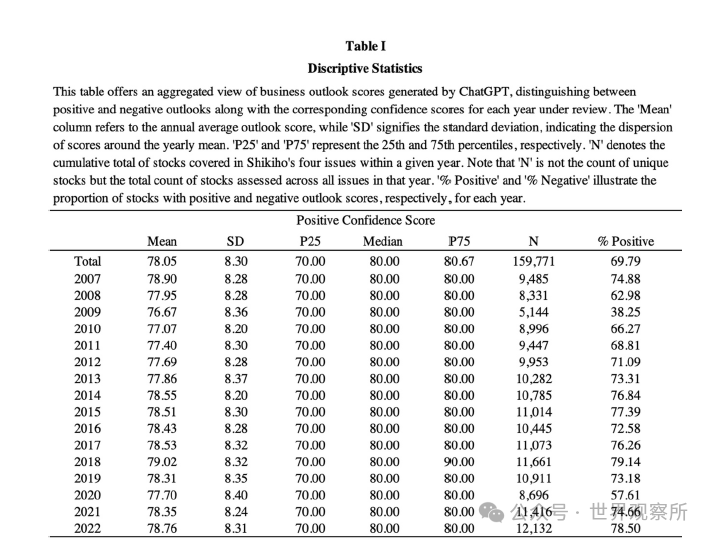 Table I
Discriptive Statistics
This table offers an aggregated view of business outlook scores generated by ChatGPT, distinguishing between
positive and negative outlooks along with the corresponding confidence scores for each year under review. The 'Mean'
column refers to the annual average outlook score, while 'SD' signifies the standard deviation, indicating the dispersion
of scores around the yearly mean. 'P25' and 'P75' represent the 25th and 75th percentiles, respectively. 'N' denotes the
cumulative total of stocks covered in Shikiho's four issues within a given year. Note that 'N' is not the count of unique
stocks but the total count of stocks assessed across all issues in that year. '% Positive' and '% Negative' illustrate the
proportion of stocks with positive and negative outlook scores, respectively, for each year.
Positive Confidence Score
Mean SD P25 Median P75 N % Positive
Total 78.05 8.30 70.00 80.00 80.67 159,771 69.79
2007 78.90 8.28 70.00 80.00 80.00 9,485 74.88
2008 77.95 8.28 70.00 80.00 80.00 8,331 62.98
2009 76.67 8.36 70.00 80.00 80.00 5,144 38.25
2010 77.07 8.20 70.00 80.00 80.00 8,996 66.27
2011 77.40 8.30 70.00 80.00 80.00 9,447 68.81
2012 77.69 8.28 70.00 80.00 80.00 9,953 71.09
2013 77.86 8.37 70.00 80.00 80.00 10,282 73.31
2014 78.55 8.20 70.00 80.00 80.00 10,785 76.84
2015 78.51 8.30 70.00 80.00 80.00 11,014 77.39
2016 78.43 8.28 70.00 80.00 80.00 10,445 72.58
2017 78.53 8.32 70.00 80.00 80.00 11,073 76.26
2018 79.02 8.32 70.00 80.00 90.00 11,661 79.14
2019 78.31 8.35 70.00 80.00 80.00 10,911 73.18
2020 77.70 8.40 70.00 80.00 80.00 8,696 57.61
2021 78.35 8.24 70.00 80.00 80.00 11,416 74.66
2022 78.76 8.31 70.00 80.00 80.00 12,132 78.50
公众号 · 世界观察所